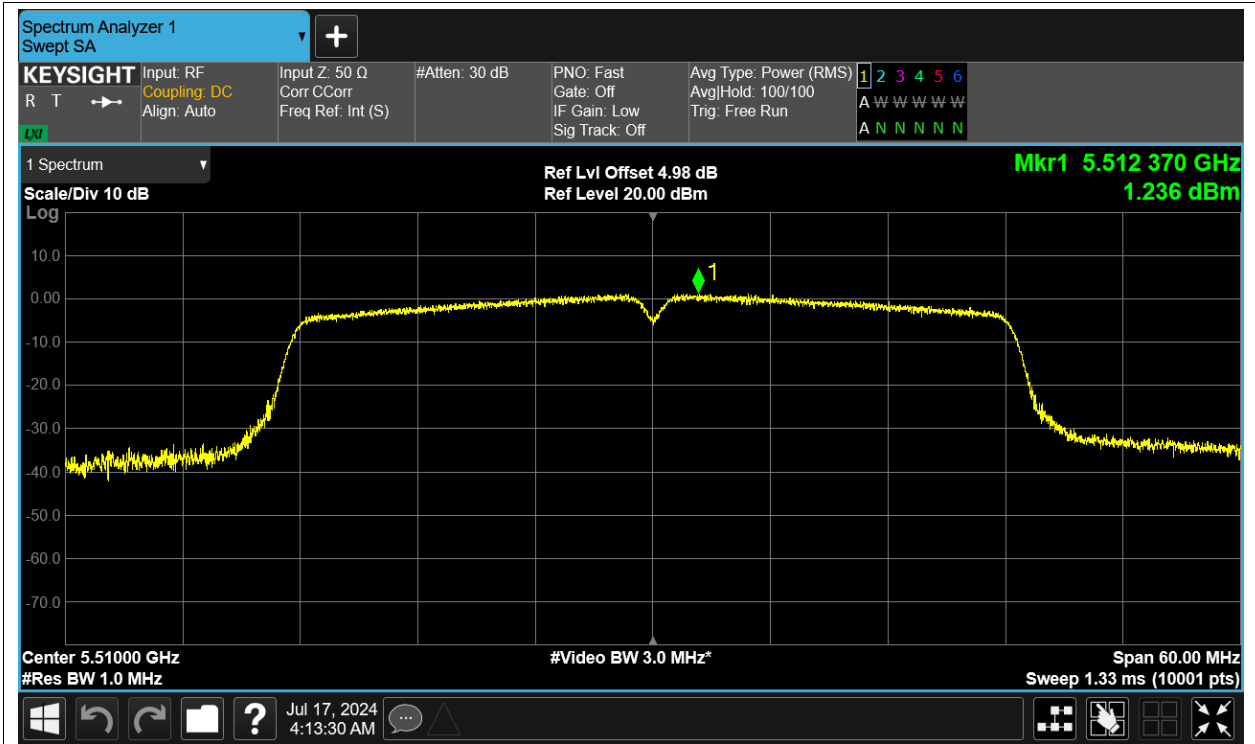 Spectrum Analyzer 1
Swept SA
KEYSIGHT
R T
LXI
Input: RF
Coupling: DC
Align: Auto
Input Z: 50 Ω
Corr CCorr
Freq Ref: Int (S)
#Atten: 30 dB
PNO: Fast
Gate: Off
IF Gain: Low
Sig Track: Off
Avg Type: Power (RMS)
Avg|Hold: 100/100
Trig: Free Run
1 2 3 4 5 6
A W W W W W
A N N N N N
1 Spectrum
Scale/Div 10 dB
Log
Ref Lvl Offset 4.98 dB
Ref Level 20.00 dBm
Mkr1 5.512 370 GHz
1.236 dBm
1
10.0
0.00
-10.0
-20.0
-30.0
-40.0
-50.0
-60.0
-70.0
Center 5.51000 GHz
#Res BW 1.0 MHz
#Video BW 3.0 MHz*
Span 60.00 MHz
Sweep 1.33 ms (10001 pts)
?
Jul 17, 2024
4:13:30 AM